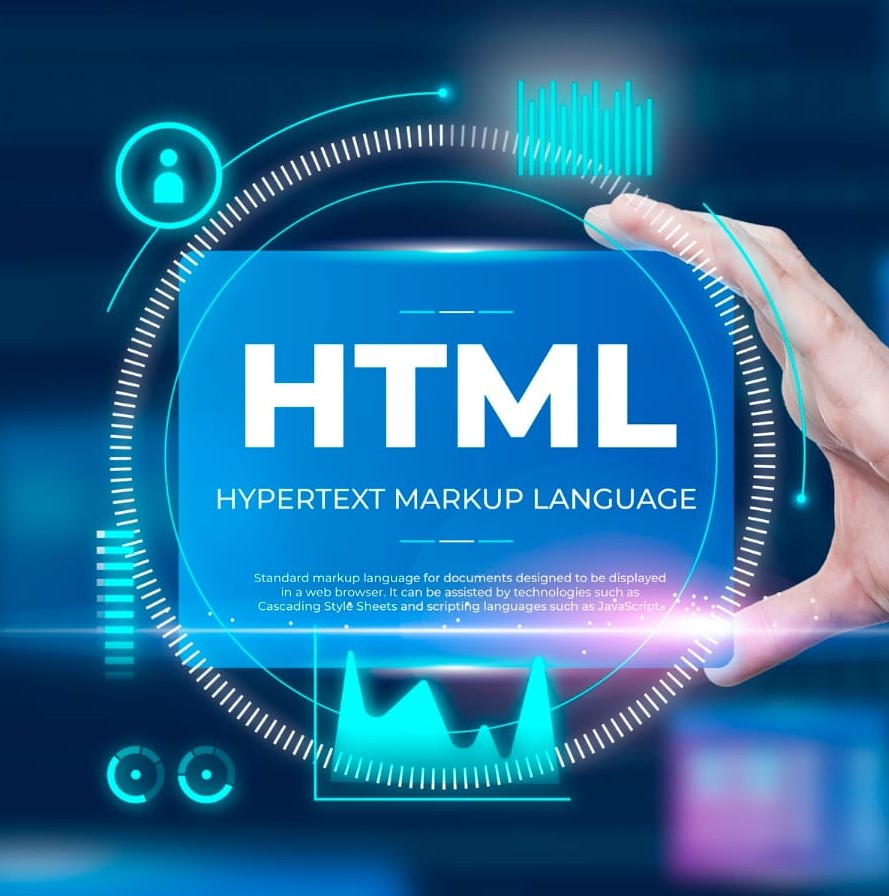 HTML
HYPERTEXT MARKUP LANGUAGE
Standard markup language for documents designed to be displayed
in a web browser. It can be assisted by technologies such as
Cascading Style Sheets and scripting languages such as JavaScript.